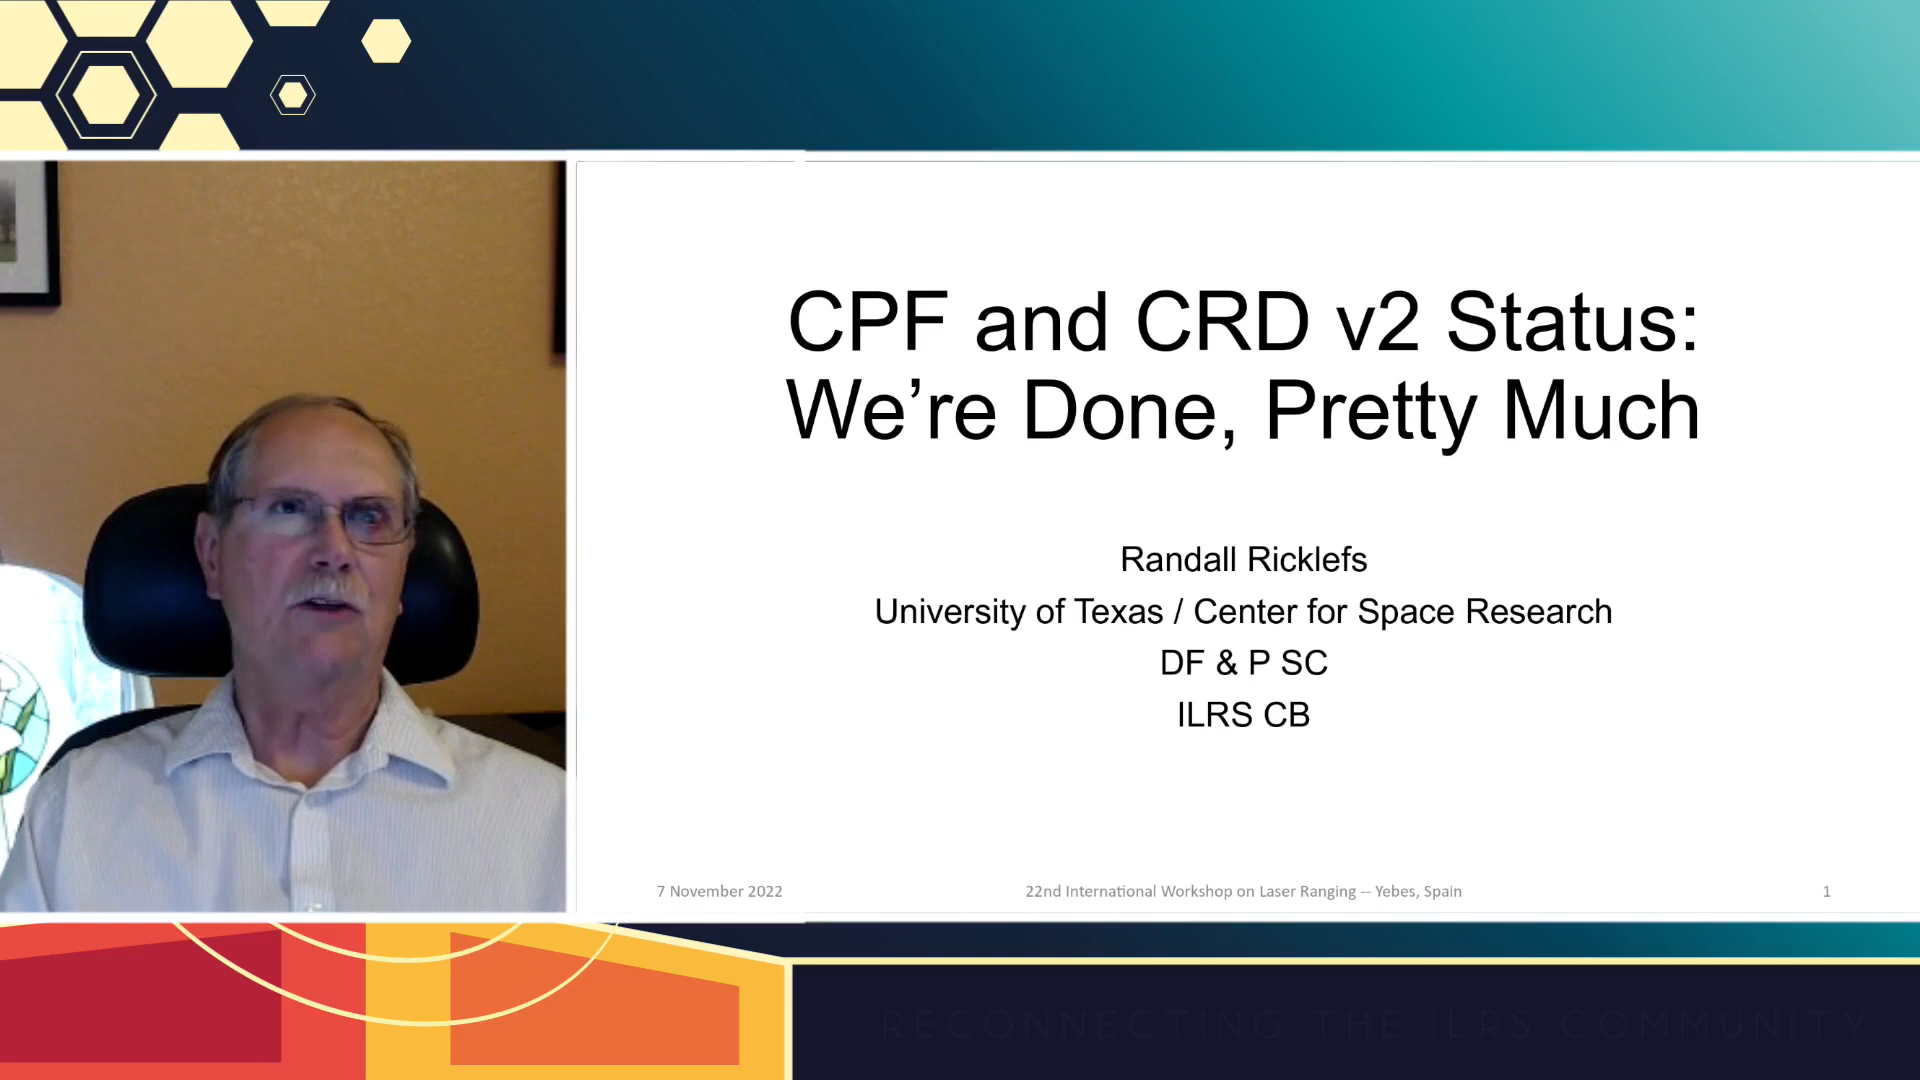 CPF and CRD v2 Status:
We’re Done, Pretty Much
Randall Ricklefs
University of Texas / Center for Space Research
DF & P SC
ILRS CB
7 November 2022
22nd International Workshop on Laser Ranging -- Yebes, Spain
1
RECONNECTING THE ILRS COMMUNITY